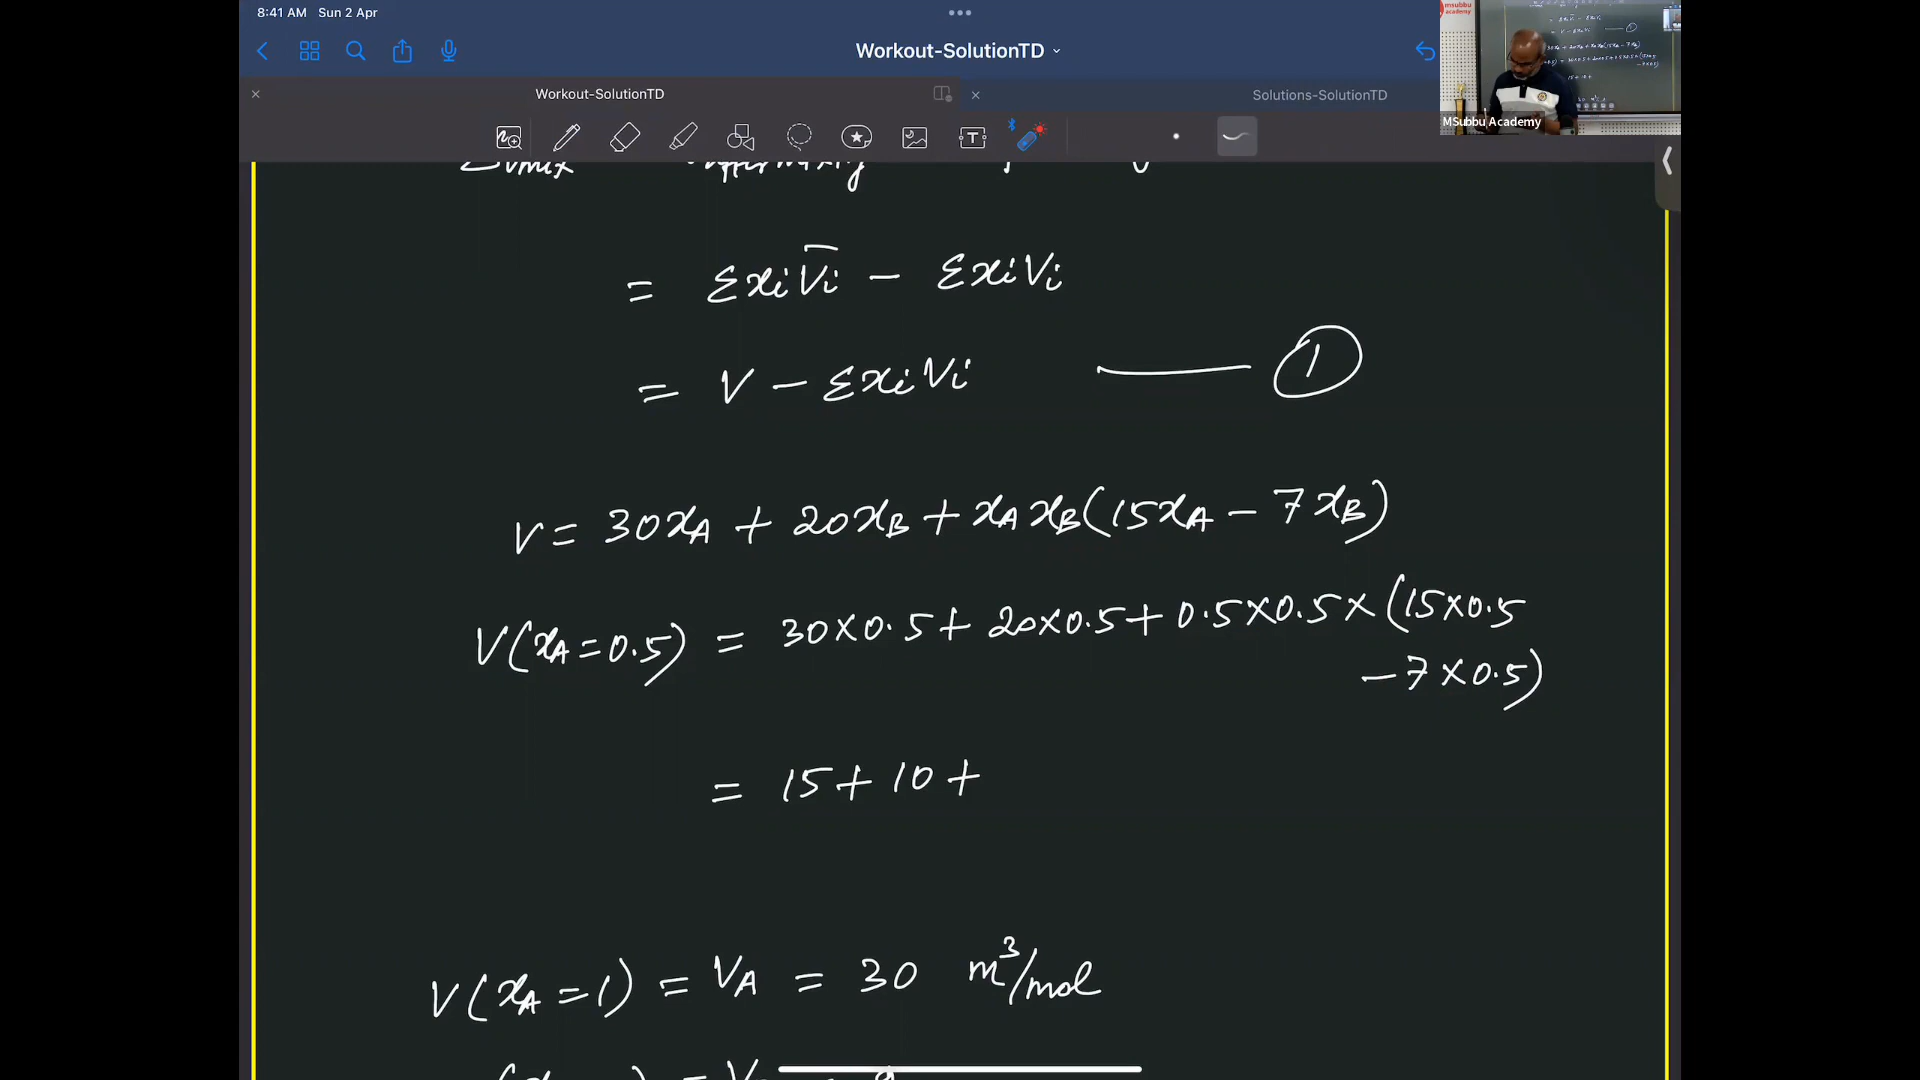 8:41 AM Sun 2 Apr
Workout-SolutionTD
Workout-SolutionTD
Solutions-SolutionTD
msubbu
academy
MSubbu Academy
= Σxi V̄i − Σxi Vi
= V − Σxi Vi ——— ①
V = 30xA + 20xB + xA xB (15xA − 7xB)
V(xA = 0.5) = 30×0.5 + 20×0.5 + 0.5×0.5×(15×0.5
− 7×0.5)
= 15 + 10 +
V(xA = 1) = VA = 30 m³/mol